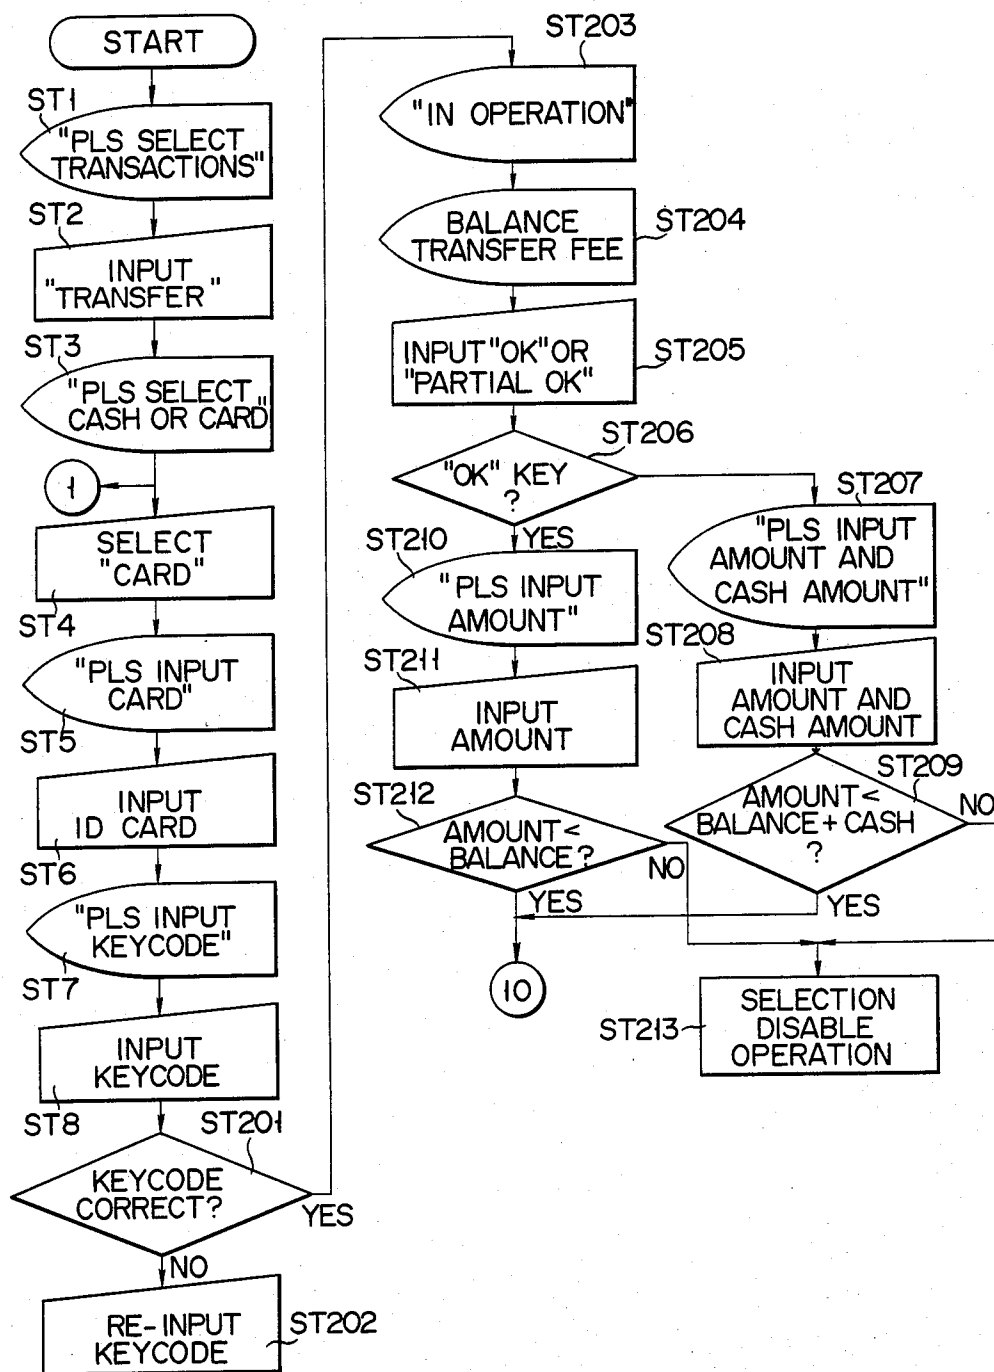 START
ST1
"PLS SELECT
TRANSACTIONS"
ST2
INPUT
"TRANSFER"
ST3
"PLS SELECT
CASH OR CARD"
1
SELECT
"CARD"
ST4
"PLS INPUT
CARD"
ST5
INPUT
ID CARD
ST6
"PLS INPUT
KEYCODE"
ST7
INPUT
KEYCODE
ST8
ST201
KEYCODE
CORRECT?
YES
NO
RE-INPUT
KEYCODE
ST202
ST203
"IN OPERATION"
BALANCE
TRANSFER FEE
ST204
INPUT "OK" OR
"PARTIAL OK"
ST205
ST206
"OK" KEY
?
YES
ST207
"PLS INPUT
AMOUNT AND
CASH AMOUNT"
ST210
"PLS INPUT
AMOUNT"
ST208
INPUT
AMOUNT AND
CASH AMOUNT
ST211
INPUT
AMOUNT
ST209
AMOUNT<
BALANCE+CASH
?
NO
YES
ST212
AMOUNT<
BALANCE?
NO
YES
10
ST213
SELECTION
DISABLE
OPERATION